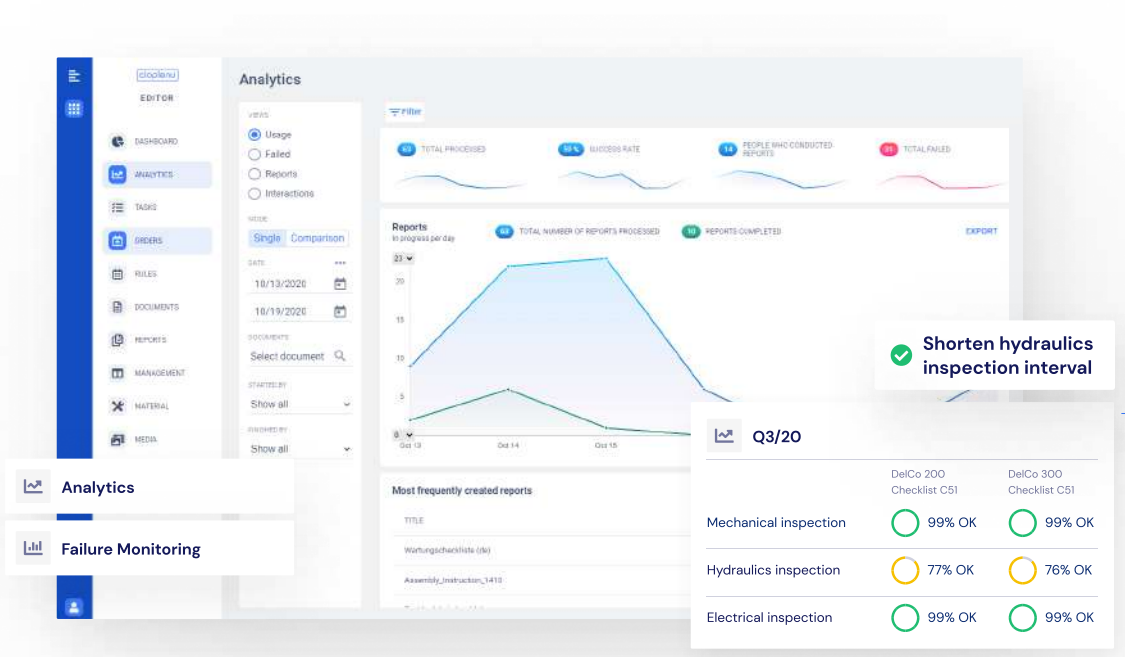 cioplenu
EDITOR
DASHBOARD
ANALYTICS
TASKS
ORDERS
RULES
DOCUMENTS
REPORTS
MANAGEMENT
MATERIAL
MEDIA
Analytics
Failure Monitoring
Analytics
VIEWS
Usage
Failed
Reports
Interactions
MODE
Single Comparison
DATE
10/13/2020
10/19/2020
DOCUMENTS
Select document
STARTED BY
Show all
FINISHED BY
Show all
Filter
63 TOTAL PROCESSED
SUCCESS RATE
14 PEOPLE WHO CONDUCTED
REPORTS
TOTAL FAILED
Reports
In progress per day
63 TOTAL NUMBER OF REPORTS PROCESSED
10 REPORTS COMPLETED
EXPORT
23
20
15
10
5
0
Oct 13 Oct 14 Oct 15
Most frequently created reports
TITLE
Wartungscheckliste (de)
Assembly_Instruction_1410
Shorten hydraulics
inspection interval
Q3/20
DelCo 200 DelCo 300
Checklist C51 Checklist C51
Mechanical inspection 99% OK 99% OK
Hydraulics inspection 77% OK 76% OK
Electrical inspection 99% OK 99% OK